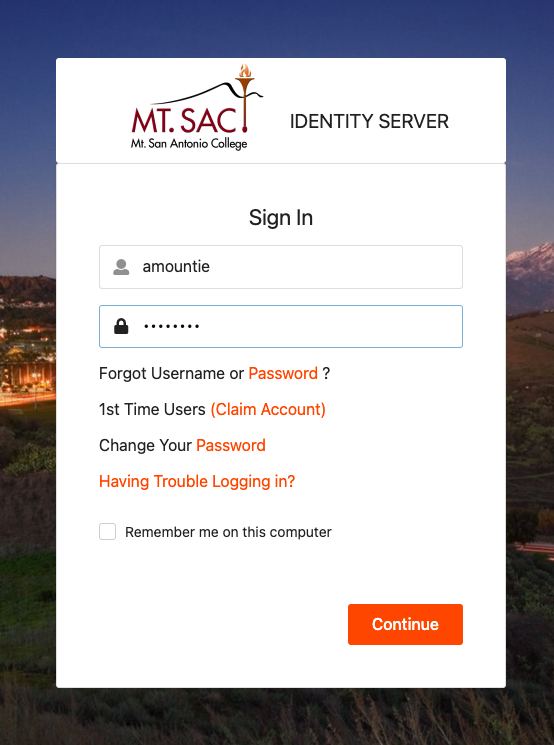 MT. SAC
Mt. San Antonio College
IDENTITY SERVER
Sign In
amountie
••••••••
Forgot Username or Password ?
1st Time Users (Claim Account)
Change Your Password
Having Trouble Logging in?
Remember me on this computer
Continue